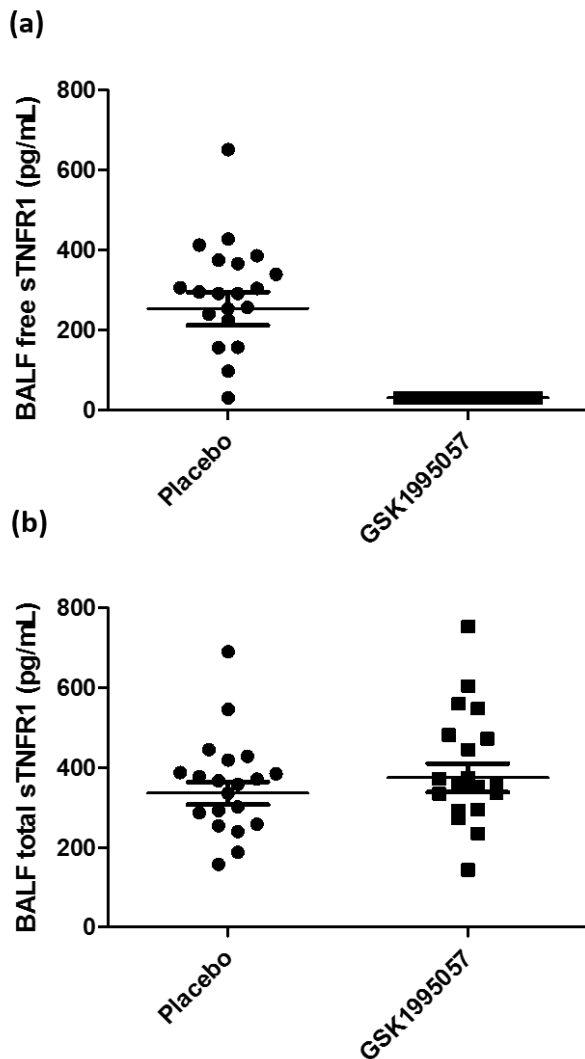 (a)
BALF free sTNFR1 (pg/mL)
800
600
400
200
0
Placebo
GSK1995057
(b)
BALF total sTNFR1 (pg/mL)
800
600
400
200
0
Placebo
GSK1995057